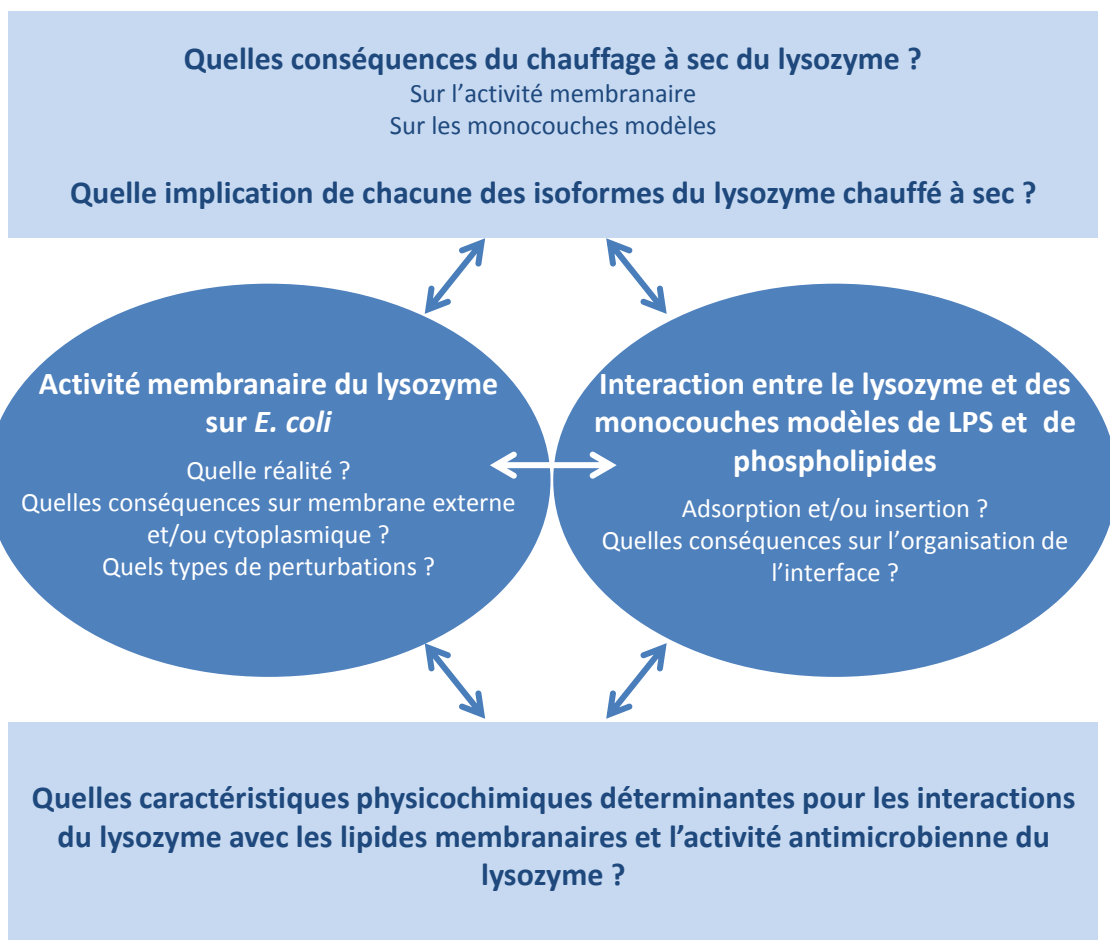 Quelles conséquences du chauffage à sec du lysozyme ?
Sur l’activité membranaire
Sur les monocouches modèles
Quelle implication de chacune des isoformes du lysozyme chauffé à sec ?
Activité membranaire du lysozyme
sur E. coli
Quelle réalité ?
Quelles conséquences sur membrane externe
et/ou cytoplasmique ?
Quels types de perturbations ?
Interaction entre le lysozyme et des
monocouches modèles de LPS et de
phospholipides
Adsorption et/ou insertion ?
Quelles conséquences sur l’organisation de
l’interface ?
Quelles caractéristiques physicochimiques déterminantes pour les interactions
du lysozyme avec les lipides membranaires et l’activité antimicrobienne du
lysozyme ?